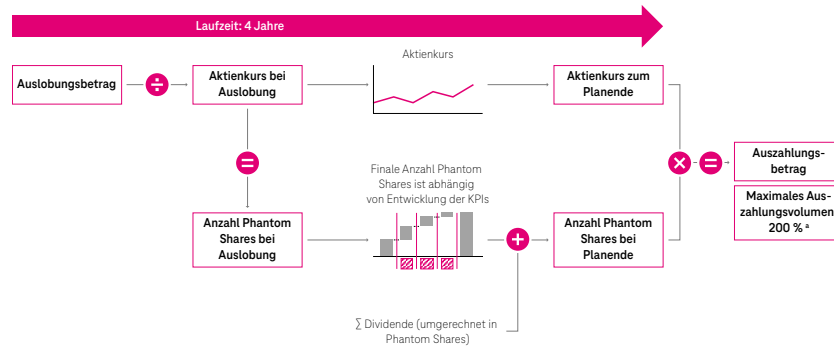 Laufzeit: 4 Jahre
Aktienkurs
Auslobungsbetrag
÷
Aktienkurs bei
Auslobung
Aktienkurs zum
Planende
=
×
=
Auszahlungs-
betrag
Maximales Aus-
zahlungsvolumen
200 % ᵃ
Finale Anzahl Phantom
Shares ist abhängig
von Entwicklung der KPIs
Anzahl Phantom
Shares bei
Auslobung
+
Anzahl Phantom
Shares bei
Planende
∑ Dividende (umgerechnet in
Phantom Shares)